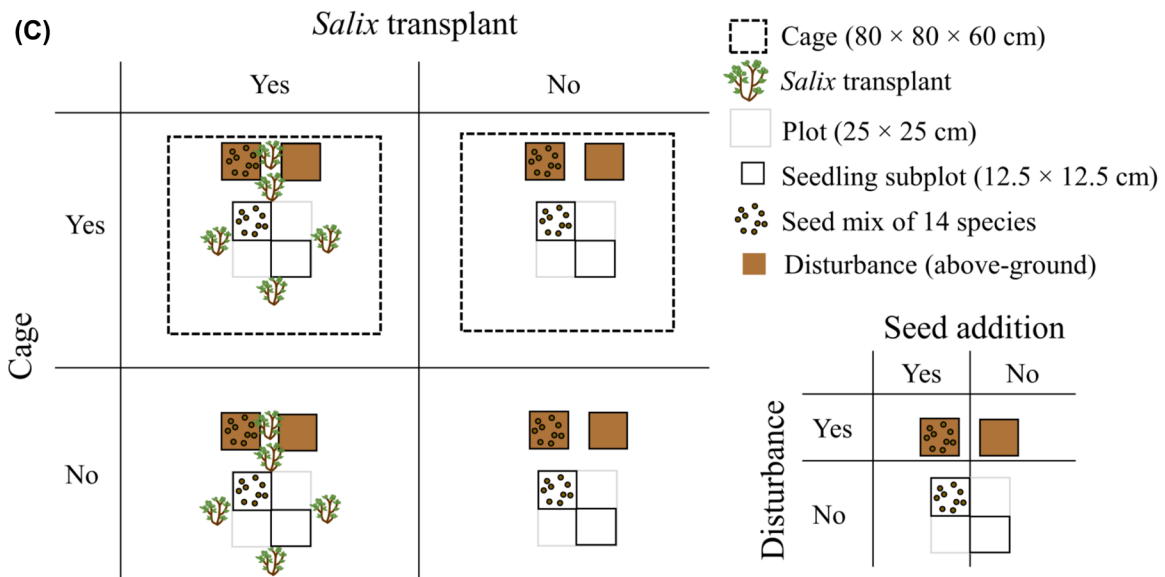 (C)
Salix transplant
Yes
No
Cage
Yes
No
Cage (80 × 80 × 60 cm)
Salix transplant
Plot (25 × 25 cm)
Seedling subplot (12.5 × 12.5 cm)
Seed mix of 14 species
Disturbance (above-ground)
Seed addition
Yes
No
Disturbance
Yes
No